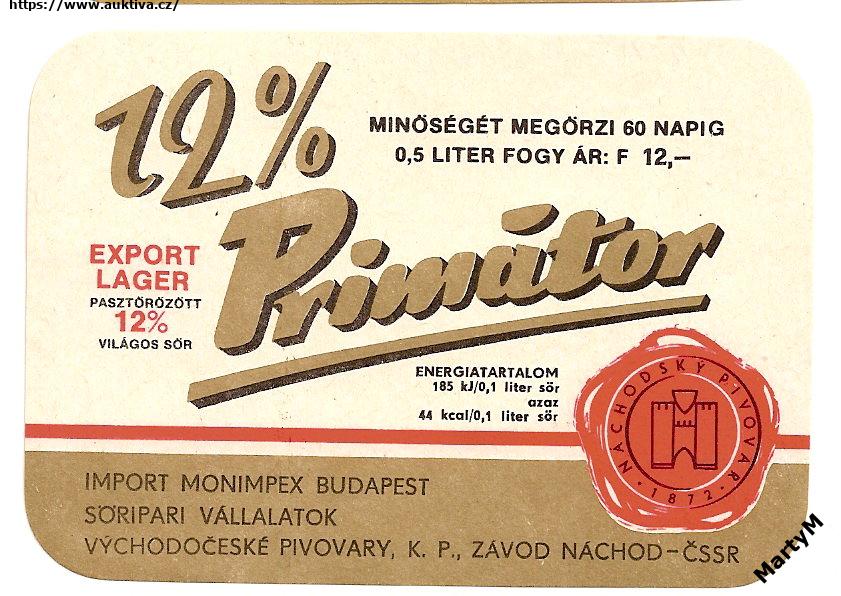 https://www.auktiva.cz/
12%
MINŐSÉGÉT MEGŐRZI 60 NAPIG
0,5 LITER FOGY ÁR: F 12,—
Primátor
EXPORT
LAGER
PASZTŐRÖZÖTT
12%
VILÁGOS SÖR
ENERGIATARTALOM
185 kJ/0,1 liter sör
azaz
44 kcal/0,1 liter sör
NÁCHODSKÝ PIVOVAR
· 1872 ·
IMPORT MONIMPEX BUDAPEST
SÖRIPARI VÁLLALATOK
VÝCHODOČESKÉ PIVOVARY, K. P., ZÁVOD NÁCHOD–ČSSR
MartyM